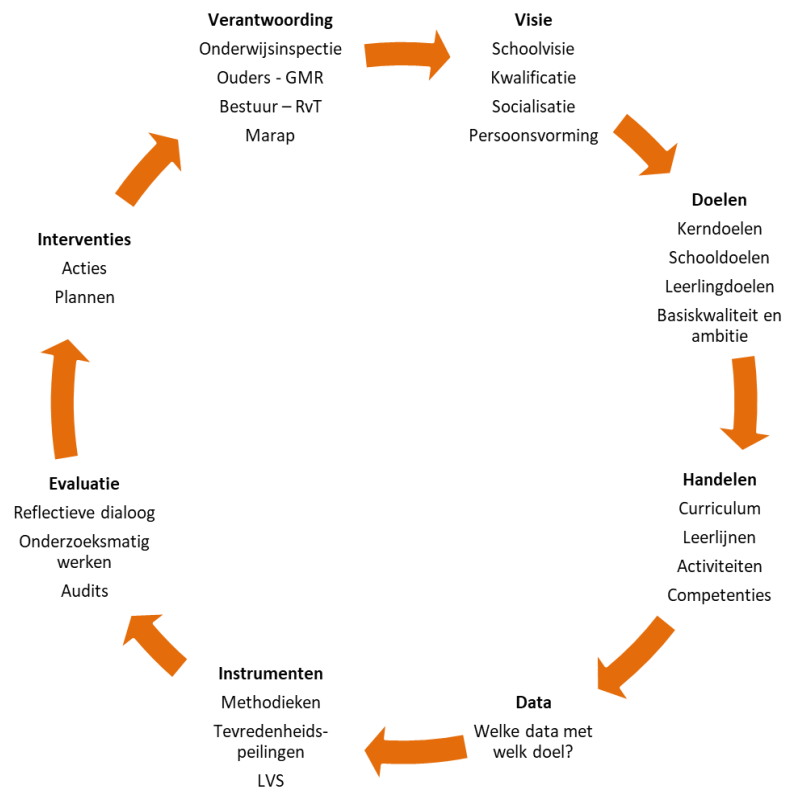 Verantwoording
Onderwijsinspectie
Ouders - GMR
Bestuur – RvT
Marap
Visie
Schoolvisie
Kwalificatie
Socialisatie
Persoonsvorming
Doelen
Kerndoelen
Schooldoelen
Leerlingdoelen
Basiskwaliteit en
ambitie
Handelen
Curriculum
Leerlijnen
Activiteiten
Competenties
Data
Welke data met
welk doel?
Instrumenten
Methodieken
Tevredenheids-
peilingen
LVS
Evaluatie
Reflectieve dialoog
Onderzoeksmatig
werken
Audits
Interventies
Acties
Plannen